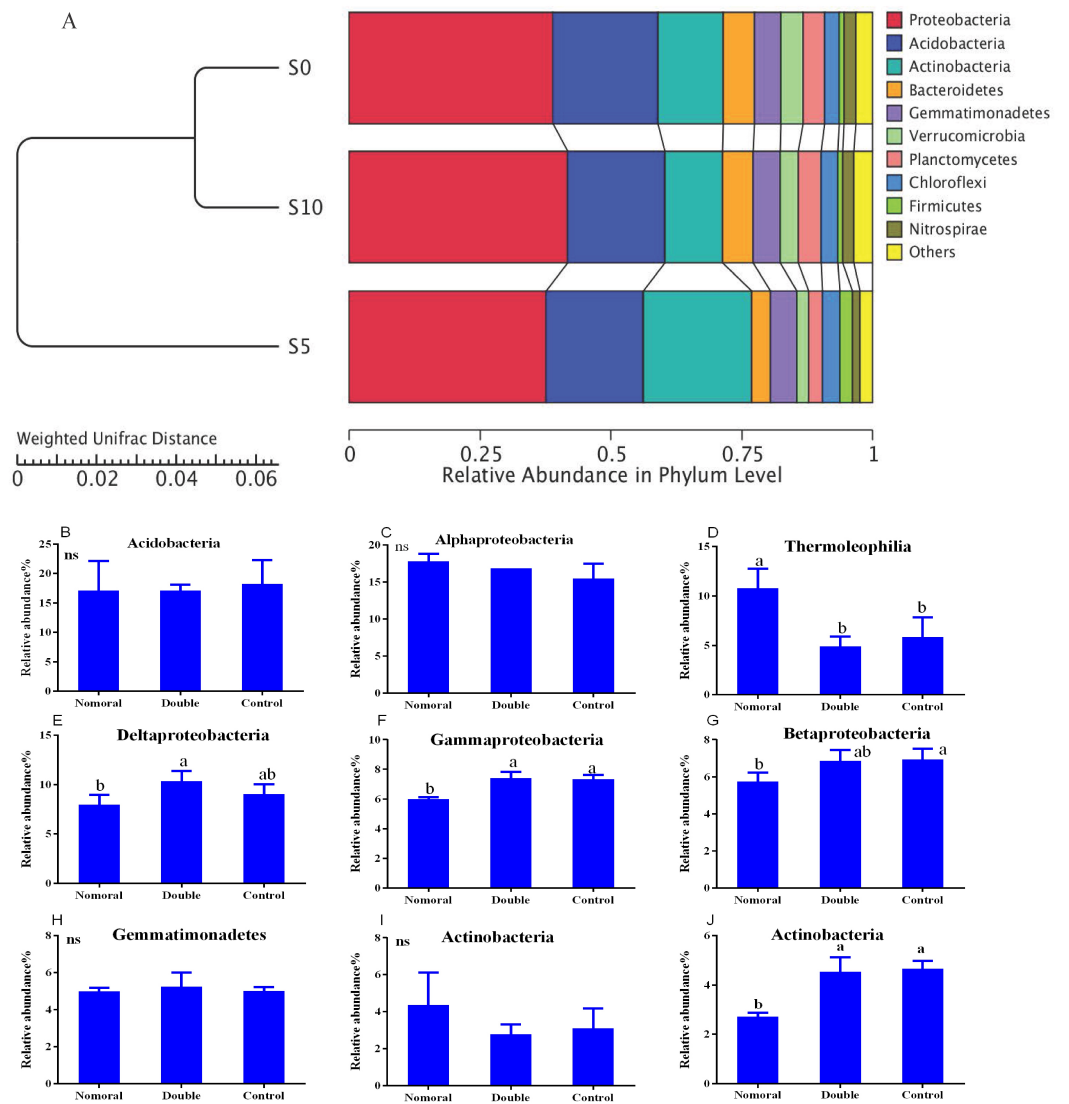 A
S0
S10
S5
Proteobacteria
Acidobacteria
Actinobacteria
Bacteroidetes
Gemmatimonadetes
Verrucomicrobia
Planctomycetes
Chloroflexi
Firmicutes
Nitrospirae
Others
Weighted Unifrac Distance
0 0.02 0.04 0.06
0 0.25 0.5 0.75 1
Relative Abundance in Phylum Level
B
Acidobacteria
ns
Relative abundance%
25
20
15
10
5
0
Nomoral Double Control
C
Alphaproteobacteria
ns
Relative abundance%
20
15
10
5
0
Nomoral Double Control
D
Thermoleophilia
Relative abundance%
15
10
5
0
a b b
Nomoral Double Control
E
Deltaproteobacteria
Relative abundance%
15
10
5
0
b a ab
Nomoral Double Control
F
Gammaproteobacteria
Relative abundance%
10
8
6
4
2
0
b a a
Nomoral Double Control
G
Betaproteobacteria
Relative abundance%
8
6
4
2
0
b ab a
Nomoral Double Control
H
Gemmatimonadetes
ns
Relative abundance%
8
6
4
2
0
Nomoral Double Control
I
Actinobacteria
ns
Relative abundance%
8
6
4
2
0
Nomoral Double Control
J
Actinobacteria
Relative abundance%
6
4
2
0
b a a
Nomoral Double Control